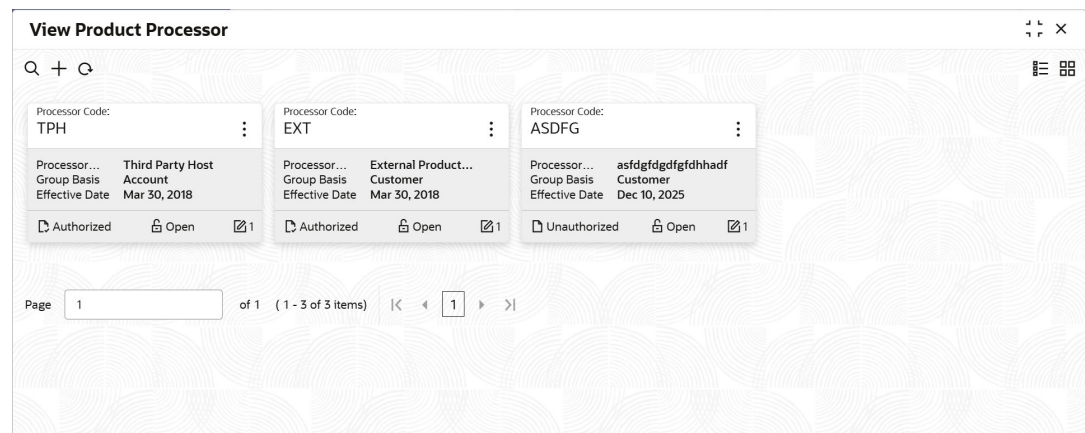 View Product Processor
Processor Code:
TPH
Processor... Third Party Host
Group Basis Account
Effective Date Mar 30, 2018
Authorized Open 1
Processor Code:
EXT
Processor... External Product...
Group Basis Customer
Effective Date Mar 30, 2018
Authorized Open 1
Processor Code:
ASDFG
Processor... asfdgfdgdfgfdhhadf
Group Basis Customer
Effective Date Dec 10, 2025
Unauthorized Open 1
Page 1 of 1 ( 1 - 3 of 3 items) 1